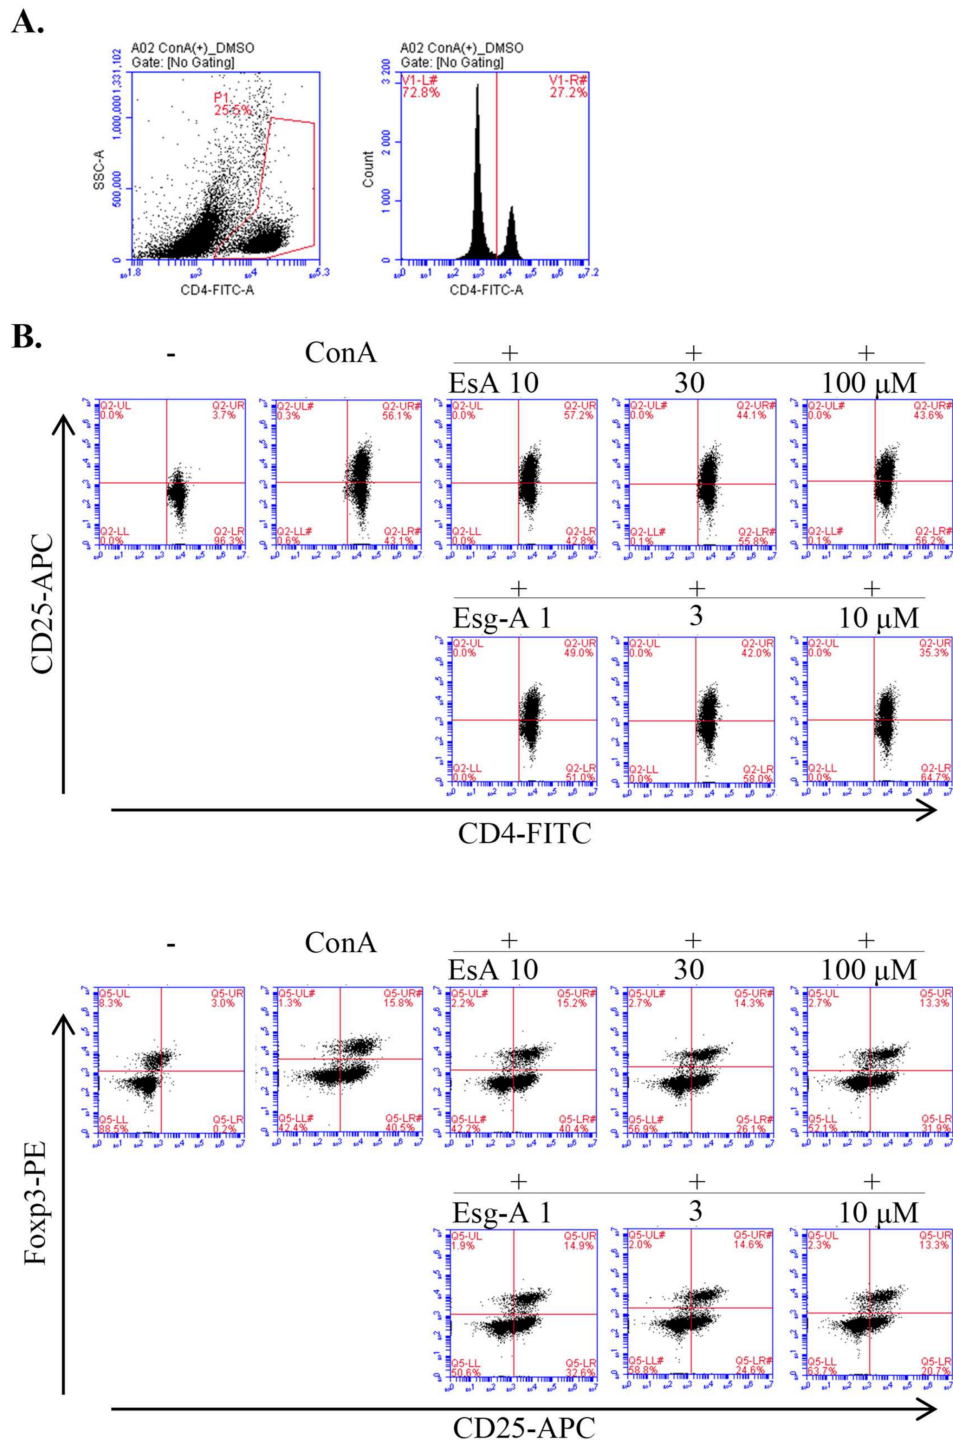 A.
A02 ConA(+)_DMSO
Gate: [No Gating]
P1
25.5%
SSC-A
1,000,000 1,331,102
500,000
CD4-FITC-A
A02 ConA(+)_DMSO
Gate: [No Gating]
V1-L#
72.8%
V1-R#
27.2%
Count
3 200
2 000
1 000
0
CD4-FITC-A
B.
- ConA + + +
EsA 10 30 100 μM
Q2-UL
0.0%
Q2-UR
3.7%
Q2-LL
0.0%
Q2-LR
96.3%
Q2-UL#
0.3%
Q2-UR#
56.1%
Q2-LL#
0.6%
Q2-LR#
43.1%
Q2-UL
0.0%
Q2-UR
57.2%
Q2-LL
0.0%
Q2-LR
42.8%
Q2-UL#
0.0%
Q2-UR#
44.1%
Q2-LL#
0.1%
Q2-LR#
55.8%
Q2-UL#
0.0%
Q2-UR#
43.6%
Q2-LL#
0.1%
Q2-LR#
56.2%
+ + +
Esg-A 1 3 10 μM
Q2-UL
0.0%
Q2-UR
49.0%
Q2-LL
0.0%
Q2-LR
51.0%
Q2-UL
0.0%
Q2-UR
42.0%
Q2-LL
0.0%
Q2-LR
58.0%
Q2-UL
0.0%
Q2-UR
35.3%
Q2-LL
0.0%
Q2-LR
64.7%
CD25-APC
CD4-FITC
- ConA + + +
EsA 10 30 100 μM
Q5-UL
8.3%
Q5-UR
3.0%
Q5-LL
88.5%
Q5-LR
0.2%
Q5-UL#
1.3%
Q5-UR#
15.8%
Q5-LL#
42.4%
Q5-LR#
40.5%
Q5-UL#
2.2%
Q5-UR#
15.2%
Q5-LL#
42.2%
Q5-LR#
40.4%
Q5-UL#
2.7%
Q5-UR#
14.3%
Q5-LL#
56.9%
Q5-LR#
26.1%
Q5-UL
2.7%
Q5-UR
13.3%
Q5-LL
52.1%
Q5-LR
31.9%
+ + +
Esg-A 1 3 10 μM
Q5-UL
1.9%
Q5-UR
14.9%
Q5-LL
50.6%
Q5-LR
32.6%
Q5-UL#
2.0%
Q5-UR#
14.6%
Q5-LL#
58.8%
Q5-LR#
24.6%
Q5-UL
2.3%
Q5-UR
13.3%
Q5-LL
63.7%
Q5-LR
20.7%
Foxp3-PE
CD25-APC